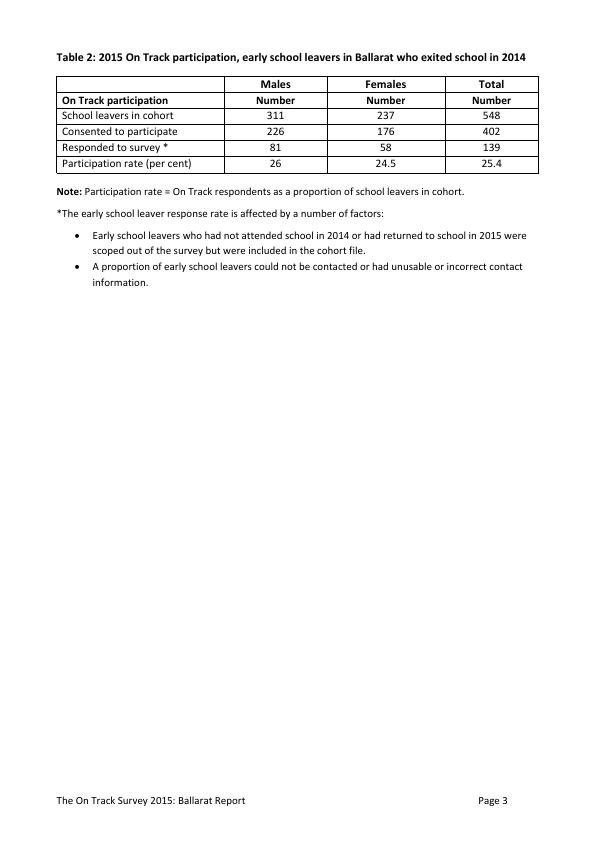 Table 2: 2015 On Track participation, early school leavers in Ballarat who exited school in 2014
Males Females Total
On Track participation Number Number Number
School leavers in cohort 311 237 548
Consented to participate 226 176 402
Responded to survey * 81 58 139
Participation rate (per cent) 26 24.5 25.4
Note: Participation rate = On Track respondents as a proportion of school leavers in cohort.
*The early school leaver response rate is affected by a number of factors:
• Early school leavers who had not attended school in 2014 or had returned to school in 2015 were
scoped out of the survey but were included in the cohort file.
• A proportion of early school leavers could not be contacted or had unusable or incorrect contact
information.
The On Track Survey 2015: Ballarat Report Page 3